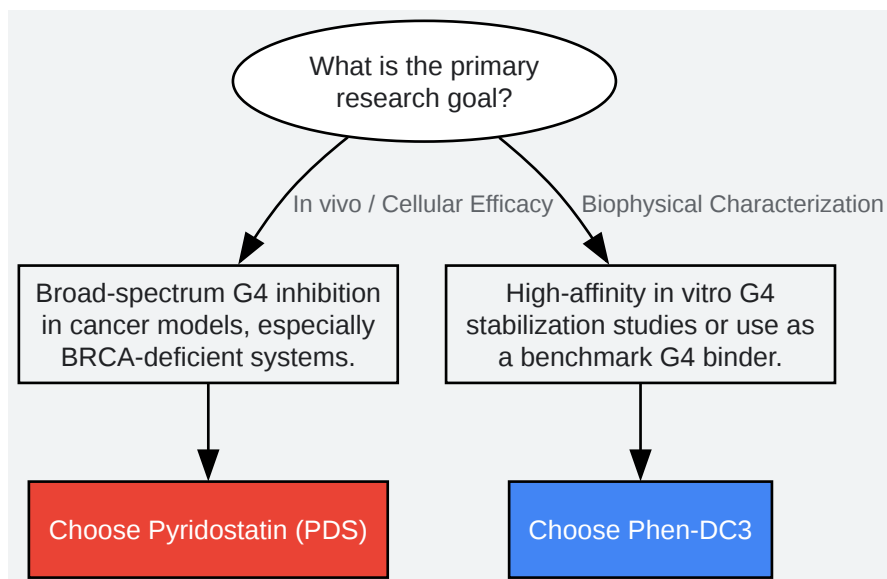 What is the primary
research goal?
In vivo / Cellular Efficacy
Biophysical Characterization
Broad-spectrum G4 inhibition
in cancer models, especially
BRCA-deficient systems.
High-affinity in vitro G4
stabilization studies or use as
a benchmark G4 binder.
Choose Pyridostatin (PDS)
Choose Phen-DC3